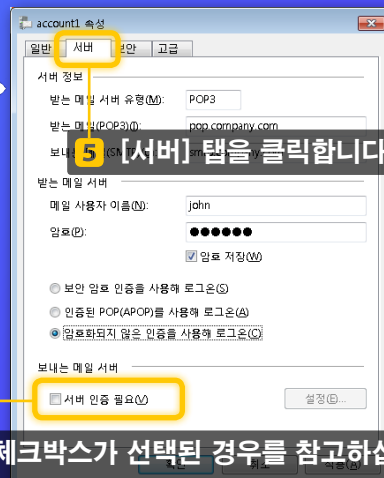 account1 속성
일반 서버 보안 고급
서버 정보
받는 메일 서버 유형(M): POP3
받는 메일(POP3)(I): pop.company.com
5 [서버] 탭을 클릭합니다
받는 메일 서버
메일 사용자 이름(N): john
암호(P): ●●●●●●
암호 저장(W)
보안 암호 인증을 사용해 로그온(S)
인증된 POP(APOP)를 사용해 로그온(A)
암호화되지 않은 인증을 사용해 로그온(C)
보내는 메일 서버
서버 인증 필요(V) 설정(E)...
체크박스가 선택된 경우를 참고하십